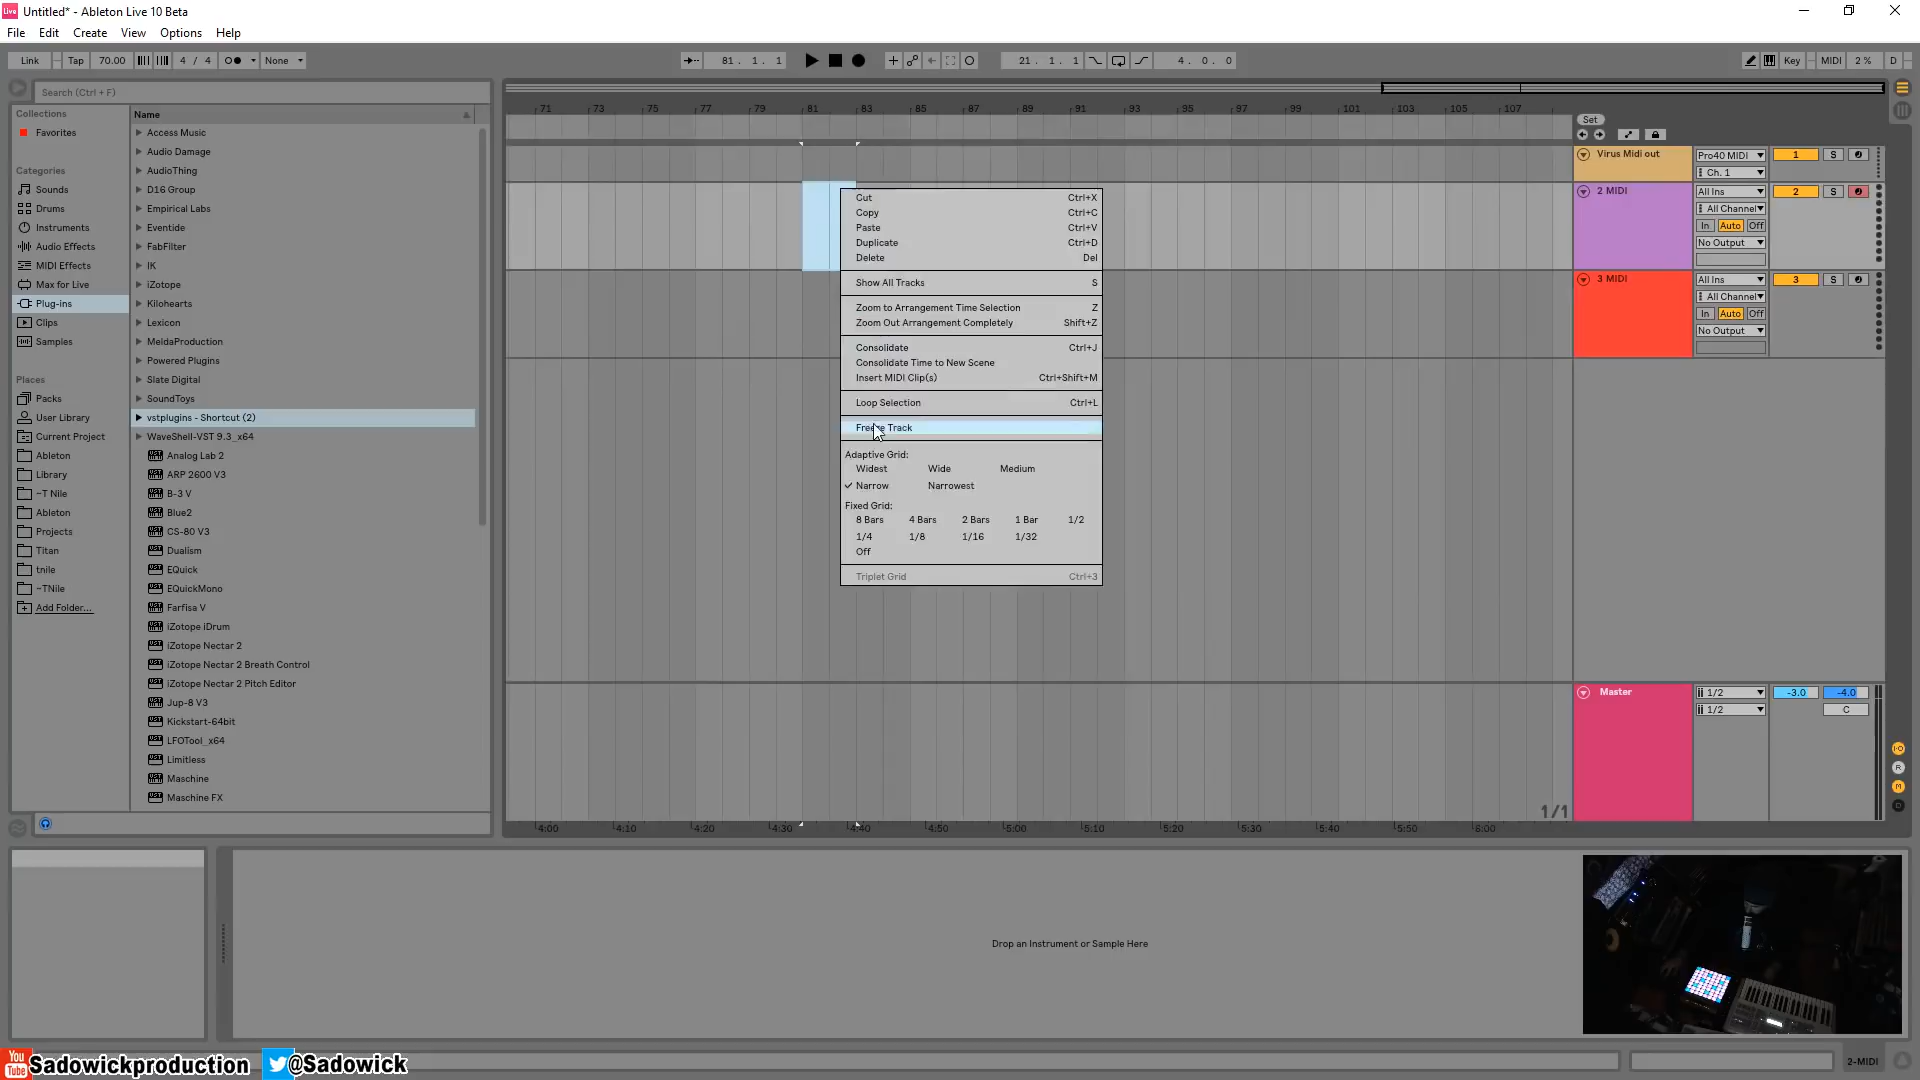 Live Untitled* - Ableton Live 10 Beta
File Edit Create View Options Help
Link Tap 70.00 4 / 4 None 81. 1. 1 21. 1. 1 4. 0. 0 Key MIDI 2 % D
Search (Ctrl + F)
Collections
Favorites
Categories
Sounds
Drums
Instruments
Audio Effects
MIDI Effects
Max for Live
Plug-ins
Clips
Samples
Places
Packs
User Library
Current Project
Ableton
Library
~T Nile
Ableton
Projects
Titan
tnile
~TNile
Add Folder...
Name
Access Music
Audio Damage
AudioThing
D16 Group
Empirical Labs
Eventide
FabFilter
IK
iZotope
Kilohearts
Lexicon
MeldaProduction
Powered Plugins
Slate Digital
SoundToys
vstplugins - Shortcut (2)
WaveShell-VST 9.3_x64
Analog Lab 2
ARP 2600 V3
B-3 V
Blue2
CS-80 V3
Dualism
EQuick
EQuickMono
Farfisa V
iZotope iDrum
iZotope Nectar 2
iZotope Nectar 2 Breath Control
iZotope Nectar 2 Pitch Editor
Jup-8 V3
Kickstart-64bit
LFOTool_x64
Limitless
Maschine
Maschine FX
71 73 75 77 79 81 83 85 87 89 91 93 95 97 99 101 103 105 107
Set
Cut Ctrl+X
Copy Ctrl+C
Paste Ctrl+V
Duplicate Ctrl+D
Delete Del
Show All Tracks S
Zoom to Arrangement Time Selection Z
Zoom Out Arrangement Completely Shift+Z
Consolidate Ctrl+J
Consolidate Time to New Scene
Insert MIDI Clip(s) Ctrl+Shift+M
Loop Selection Ctrl+L
Freeze Track
Adaptive Grid:
Widest Wide Medium
Narrow Narrowest
Fixed Grid:
8 Bars 4 Bars 2 Bars 1 Bar 1/2
1/4 1/8 1/16 1/32
Off
Triplet Grid Ctrl+3
Virus Midi out Pro40 MIDI 1 S
Ch. 1
2 MIDI All Ins 2 S
All Channel
In Auto Off
No Output
3 MIDI All Ins 3 S
All Channel
In Auto Off
No Output
Master 1/2 -3.0 -4.0
1/2 C
I·O
R
M
D
1/1
4:00 4:10 4:20 4:30 4:40 4:50 5:00 5:10 5:20 5:30 5:40 5:50 6:00
Drop an Instrument or Sample Here
You Tube Sadowickproduction @Sadowick
2-MIDI